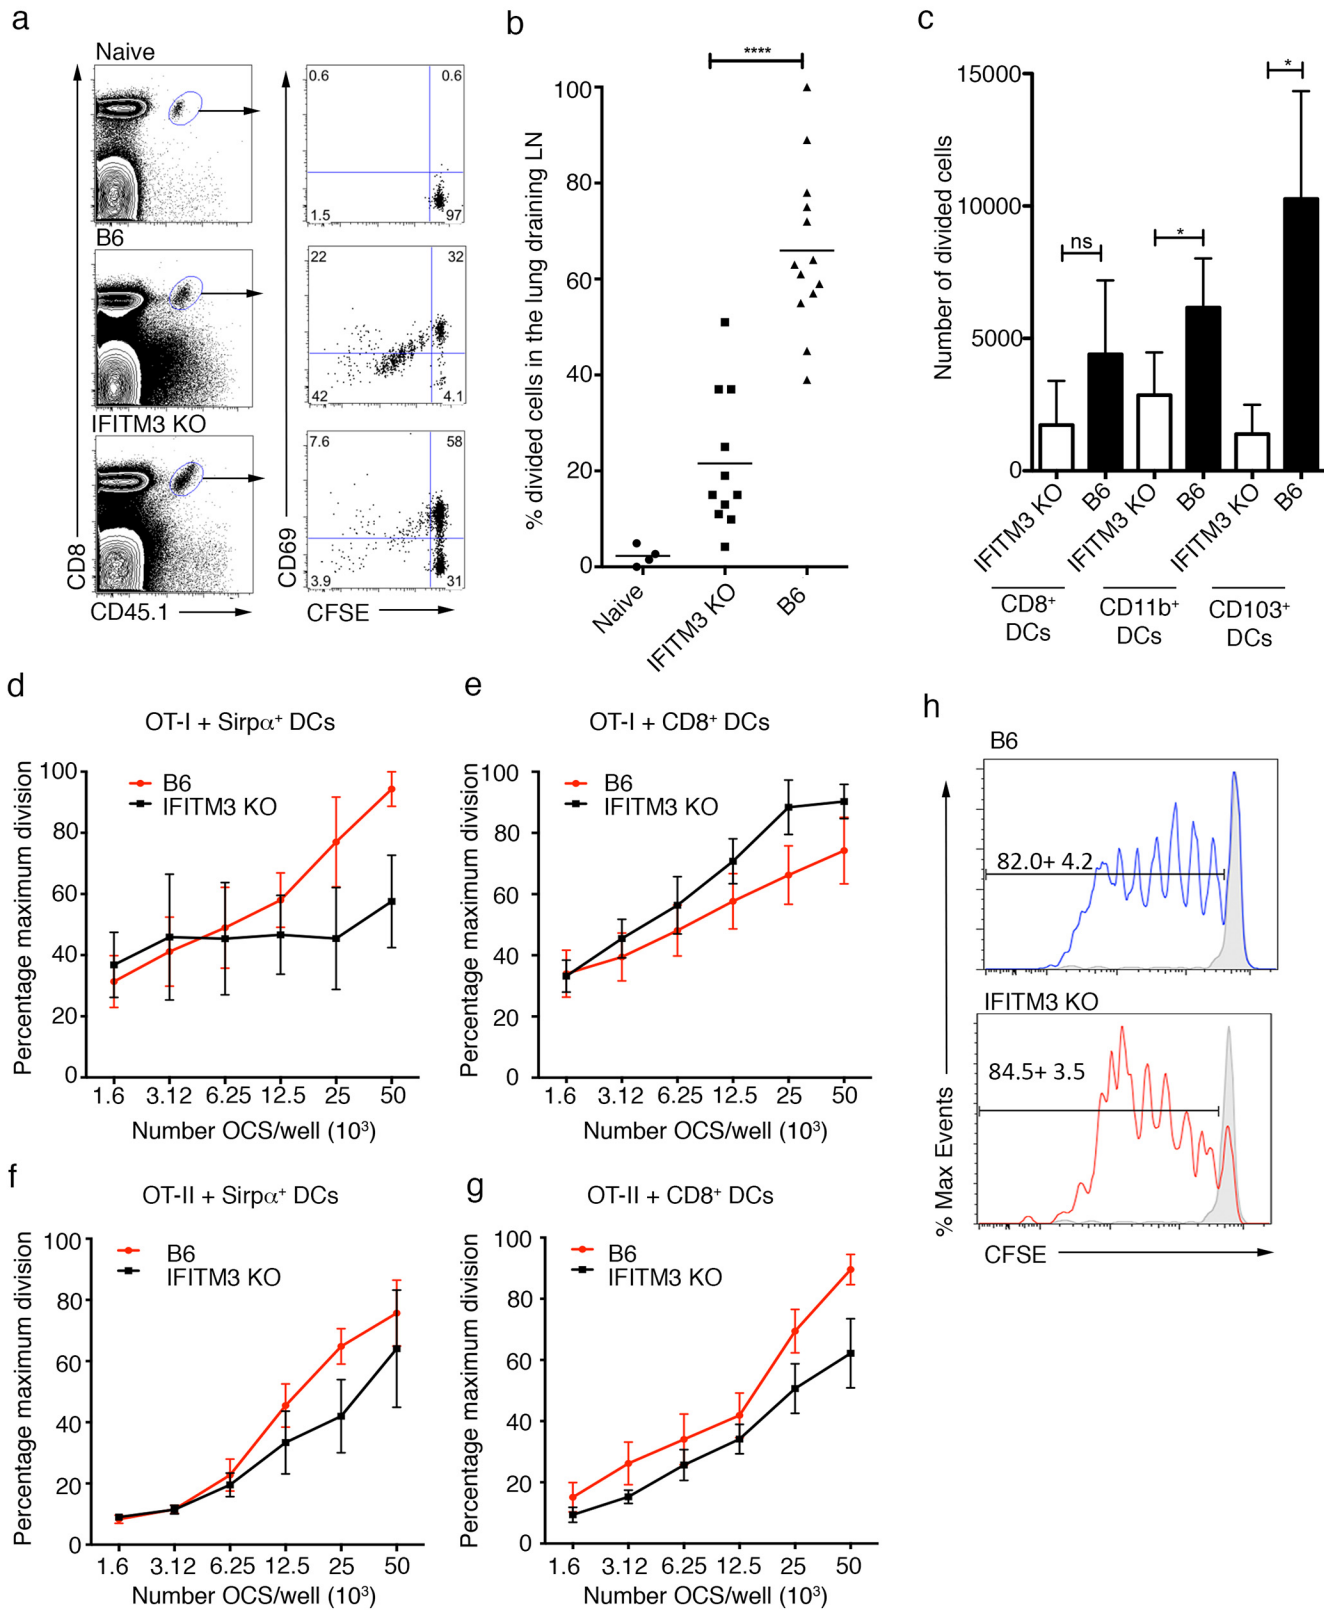 a
Naive
CD8
0.6 0.6
1.5 97
B6
22 32
42 4.1
IFITM3 KO
7.6 58
3.9 31
CD69
CD45.1
CFSE
b
****
% divided cells in the lung draining LN
100
80
60
40
20
0
Naive
IFITM3 KO
B6
c
Number of divided cells
15000
10000
5000
0
ns
*
*
IFITM3 KO
B6
IFITM3 KO
B6
IFITM3 KO
B6
CD8⁺
DCs
CD11b⁺
DCs
CD103⁺
DCs
d
OT-I + Sirpα⁺ DCs
B6
IFITM3 KO
Percentage maximum division
100
80
60
40
20
0
1.6 3.12 6.25 12.5 25 50
Number OCS/well (10³)
e
OT-I + CD8⁺ DCs
B6
IFITM3 KO
Percentage maximum division
100
80
60
40
20
0
1.6 3.12 6.25 12.5 25 50
Number OCS/well (10³)
f
OT-II + Sirpα⁺ DCs
B6
IFITM3 KO
Percentage maximum division
100
80
60
40
20
0
1.6 3.12 6.25 12.5 25 50
Number OCS/well (10³)
g
OT-II + CD8⁺ DCs
B6
IFITM3 KO
Percentage maximum division
100
80
60
40
20
0
1.6 3.12 6.25 12.5 25 50
Number OCS/well (10³)
h
B6
82.0+ 4.2
IFITM3 KO
84.5+ 3.5
% Max Events
CFSE